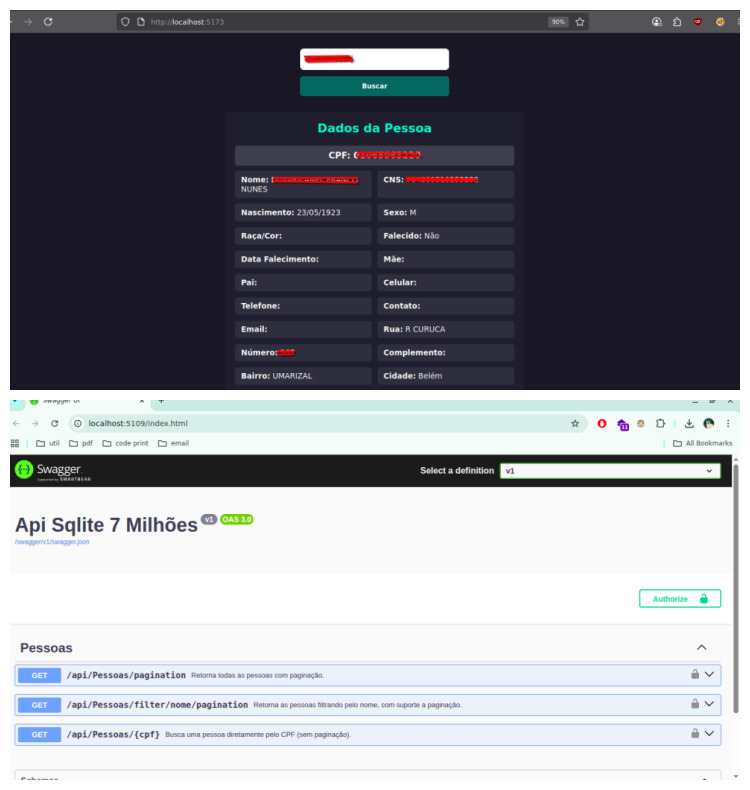 http://localhost:5173
90%
Buscar
Dados da Pessoa
CPF:
Nome:
NUNES
CNS:
Nascimento: 23/05/1923
Sexo: M
Raça/Cor:
Falecido: Não
Data Falecimento:
Mãe:
Pai:
Celular:
Telefone:
Contato:
Email:
Rua: R CURUCA
Número:
Complemento:
Bairro: UMARIZAL
Cidade: Belém
Swagger UI
localhost:5109/index.html
11
util
pdf
code print
email
All Bookmarks
Swagger.
Supported by SMARTBEAR
Select a definition
v1
Api Sqlite 7 Milhões v1 OAS 3.0
/swagger/v1/swagger.json
Authorize
Pessoas
GET /api/Pessoas/pagination Retorna todas as pessoas com paginação.
GET /api/Pessoas/filter/nome/pagination Retorna as pessoas filtrando pelo nome, com suporte a paginação.
GET /api/Pessoas/{cpf} Busca uma pessoa diretamente pelo CPF (sem paginação).
Schemas